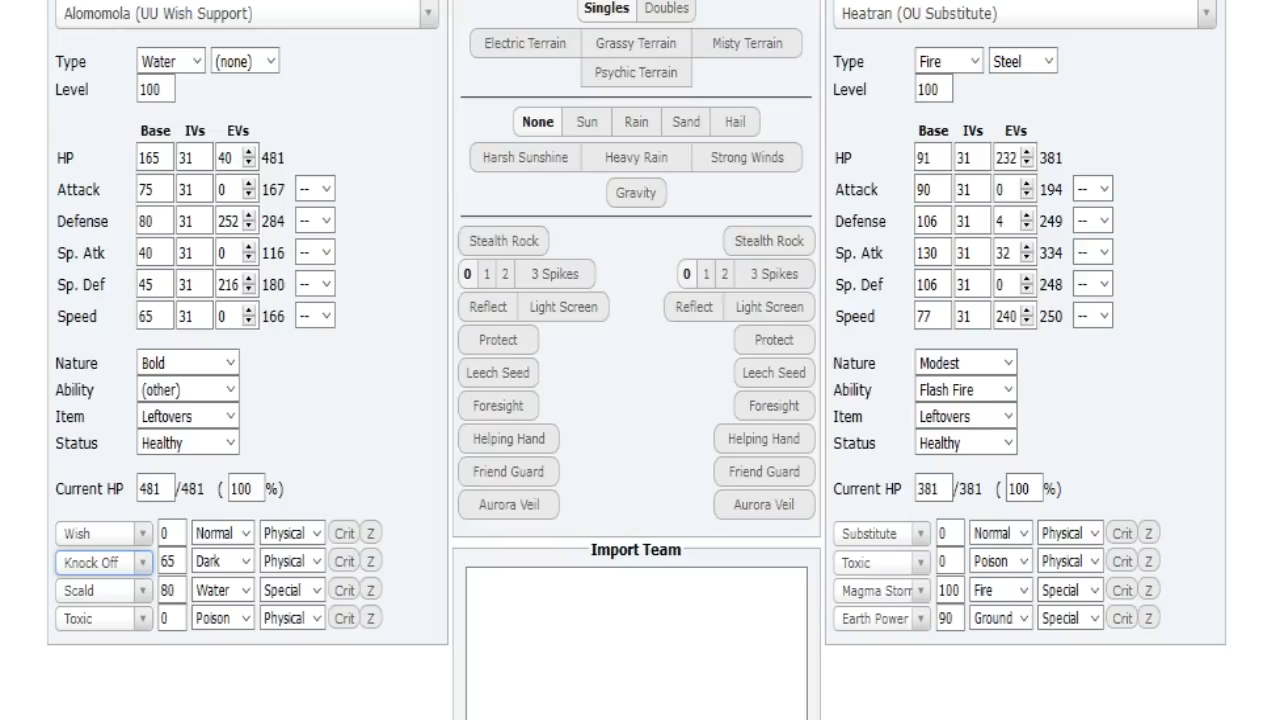 Alomomola (UU Wish Support)
Type Water (none)
Level 100
Base IVs EVs
HP 165 31 40 481
Attack 75 31 0 167 --
Defense 80 31 252 284 --
Sp. Atk 40 31 0 116 --
Sp. Def 45 31 216 180 --
Speed 65 31 0 166 --
Nature Bold
Ability (other)
Item Leftovers
Status Healthy
Current HP 481 /481 ( 100 %)
Wish 0 Normal Physical Crit Z
Knock Off 65 Dark Physical Crit Z
Scald 80 Water Special Crit Z
Toxic 0 Poison Physical Crit Z
Singles Doubles
Electric Terrain Grassy Terrain Misty Terrain
Psychic Terrain
None Sun Rain Sand Hail
Harsh Sunshine Heavy Rain Strong Winds
Gravity
Stealth Rock Stealth Rock
0 1 2 3 Spikes 0 1 2 3 Spikes
Reflect Light Screen Reflect Light Screen
Protect Protect
Leech Seed Leech Seed
Foresight Foresight
Helping Hand Helping Hand
Friend Guard Friend Guard
Aurora Veil Aurora Veil
Import Team
Heatran (OU Substitute)
Type Fire Steel
Level 100
Base IVs EVs
HP 91 31 232 381
Attack 90 31 0 194 --
Defense 106 31 4 249 --
Sp. Atk 130 31 32 334 --
Sp. Def 106 31 0 248 --
Speed 77 31 240 250 --
Nature Modest
Ability Flash Fire
Item Leftovers
Status Healthy
Current HP 381 /381 ( 100 %)
Substitute 0 Normal Physical Crit Z
Toxic 0 Poison Physical Crit Z
Magma Storr 100 Fire Special Crit Z
Earth Power 90 Ground Special Crit Z